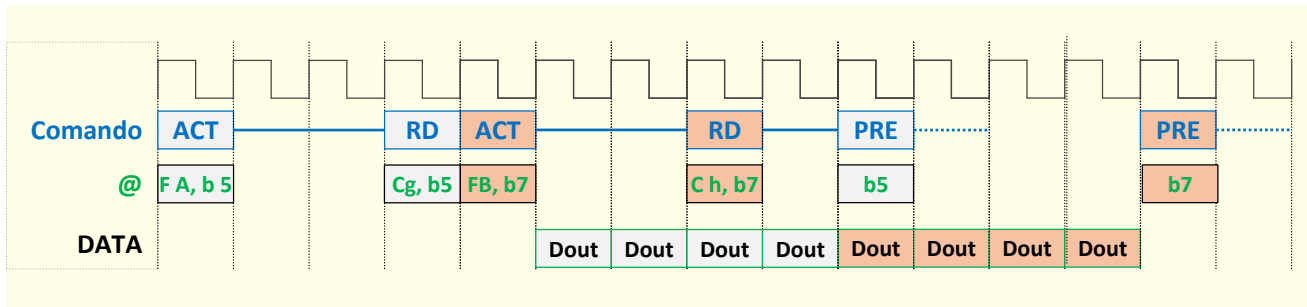 Comando ACT RD ACT RD PRE PRE
@ F A, b 5 Cg, b5 FB, b7 C h, b7 b5 b7
DATA Dout Dout Dout Dout Dout Dout Dout Dout